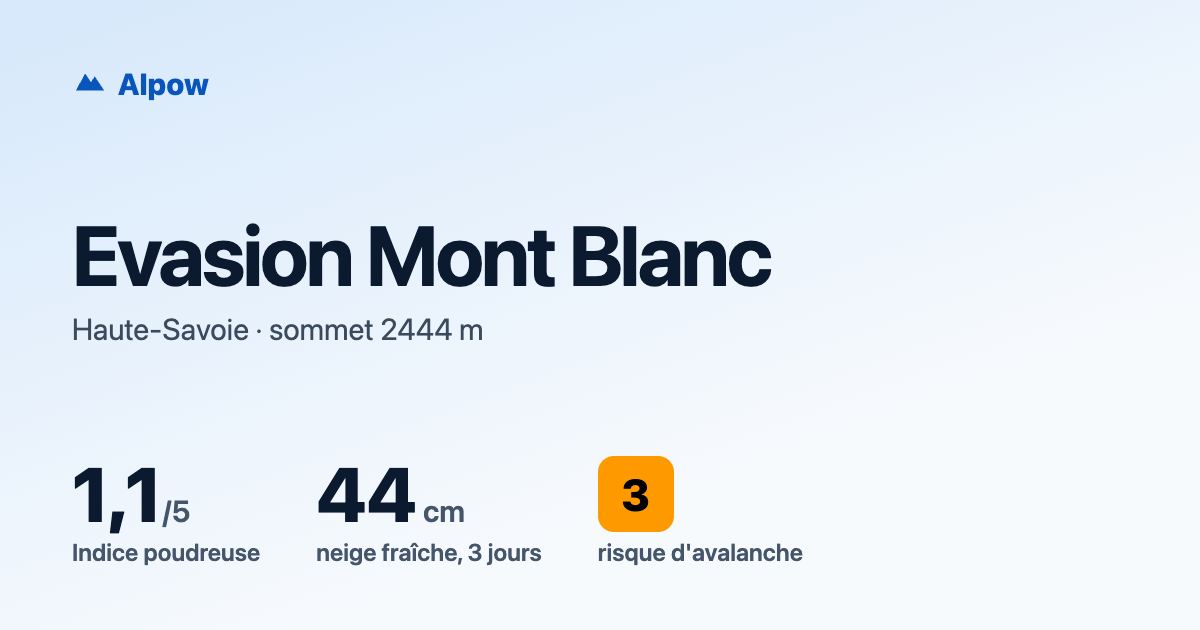 Alpow
Evasion Mont Blanc
Haute-Savoie · sommet 2444 m
1,1/5
Indice poudreuse
44 cm
neige fraîche, 3 jours
3
risque d'avalanche